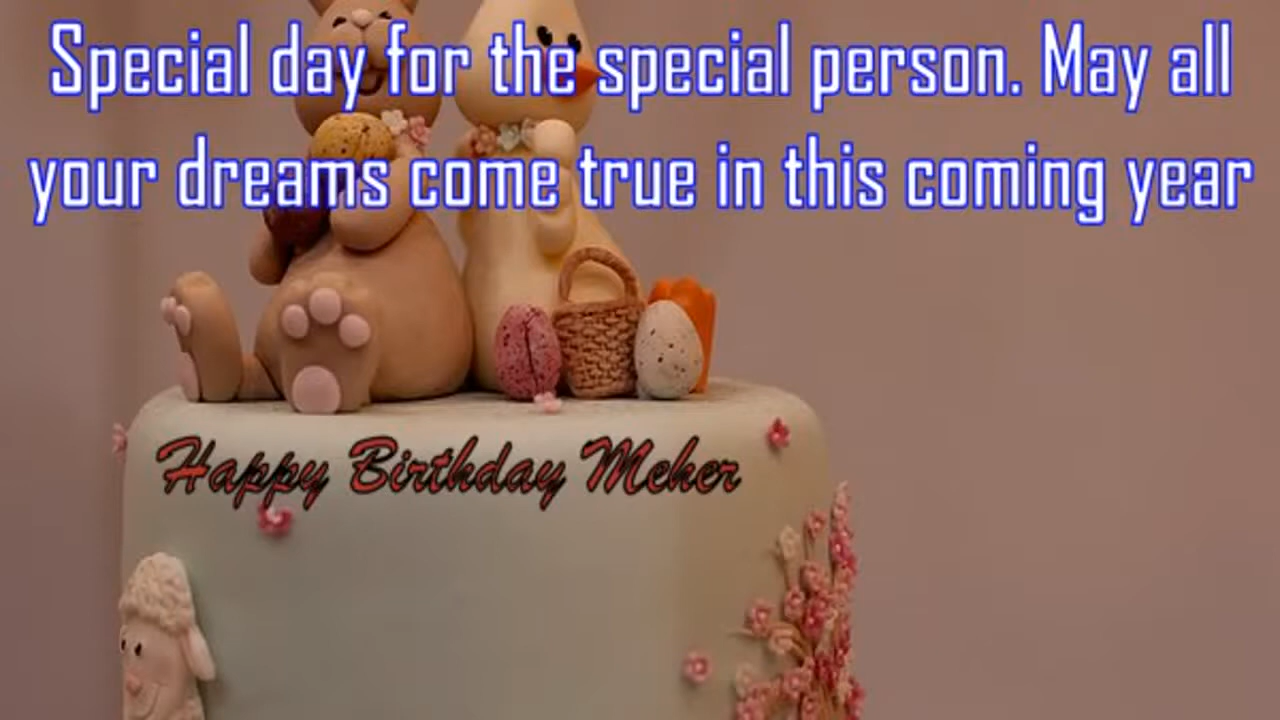 Special day for the special person. May all
your dreams come true in this coming year
Happy Birthday Meher